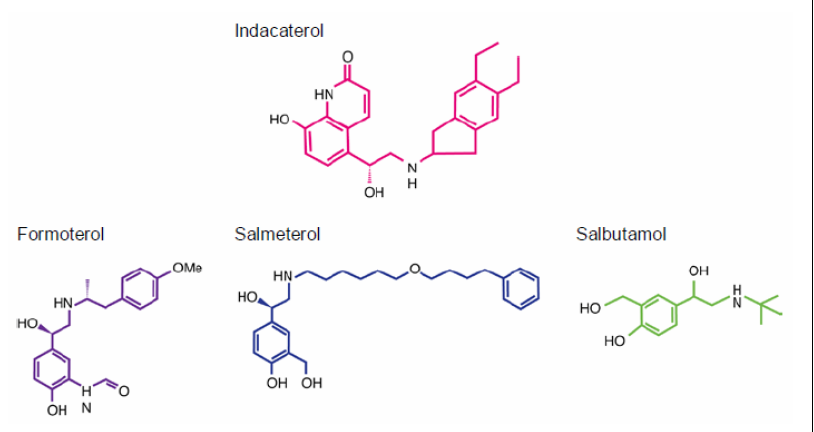 Indacaterol
O
HN
HO
N
H
OH
Formoterol
Salmeterol
Salbutamol
OMe
HN
HO
H
N
O
OH
HN
O
HO
OH
OH
OH
HO
H
N
HO